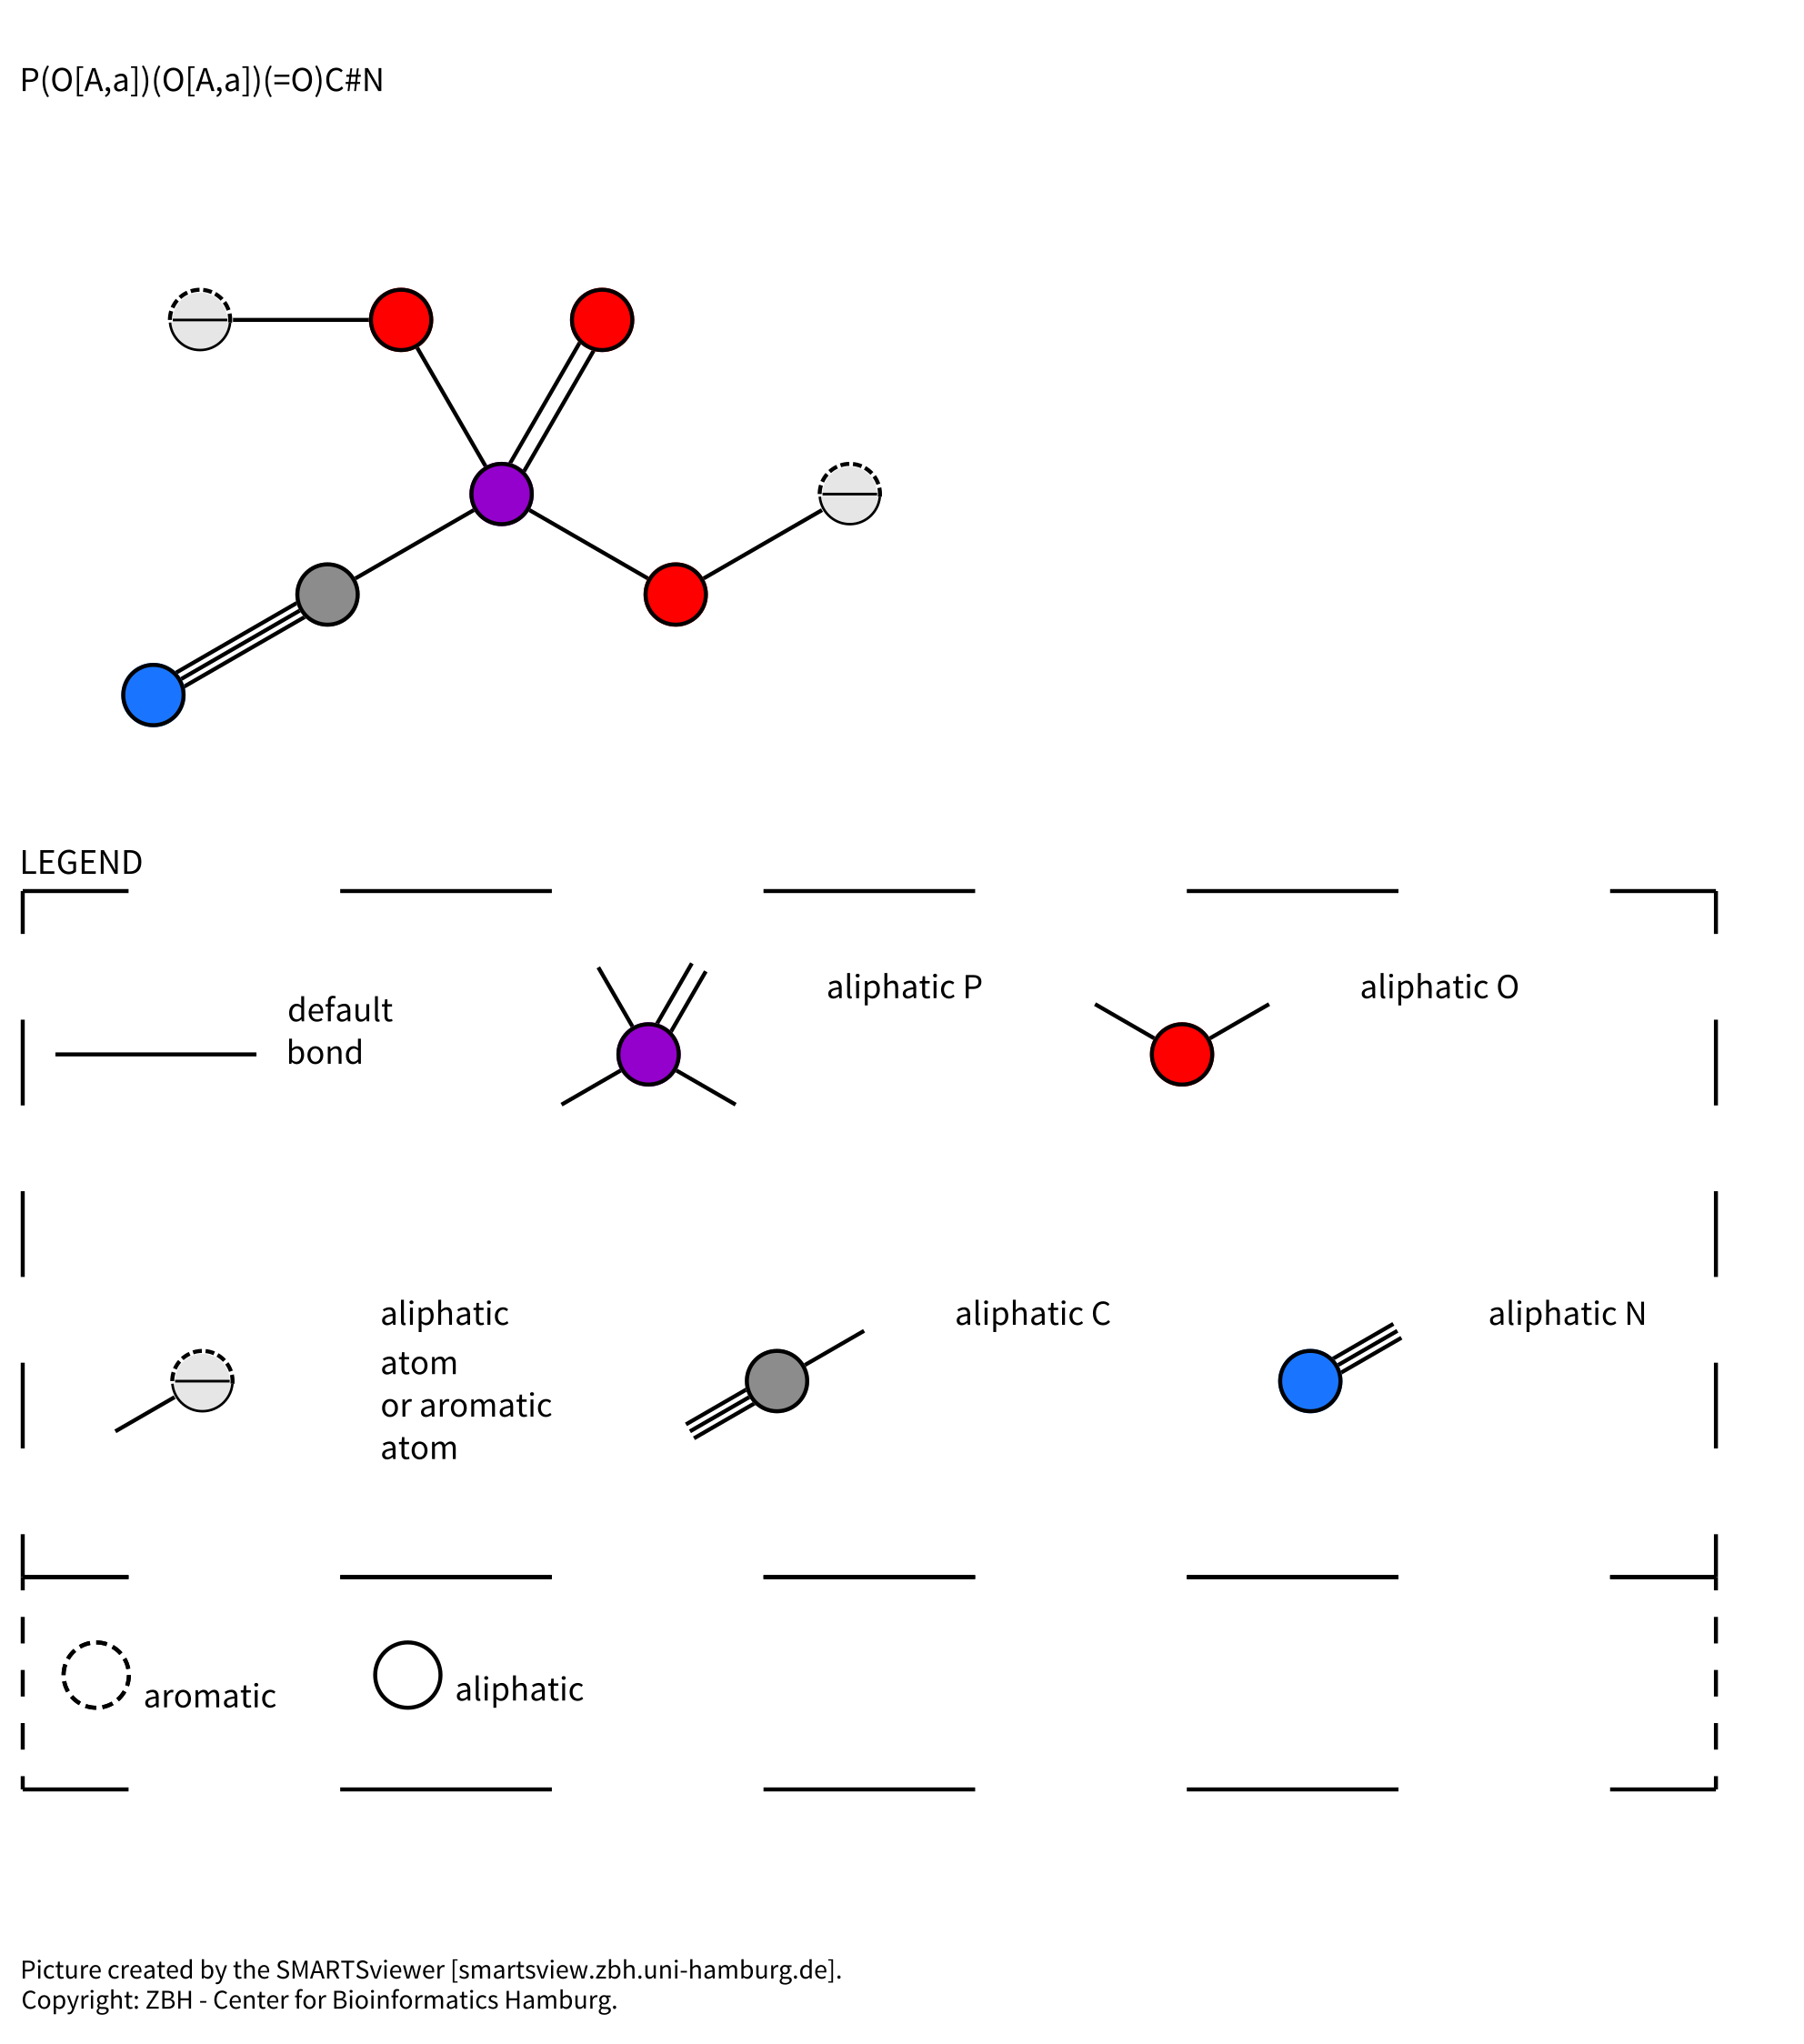 P(O[A,a])(O[A,a])(=O)C#N
LEGEND
default
bond
aliphatic P
aliphatic O
aliphatic
atom
or aromatic
atom
aliphatic C
aliphatic N
aromatic
aliphatic
Picture created by the SMARTSviewer [smartsview.zbh.uni-hamburg.de].
Copyright: ZBH - Center for Bioinformatics Hamburg.